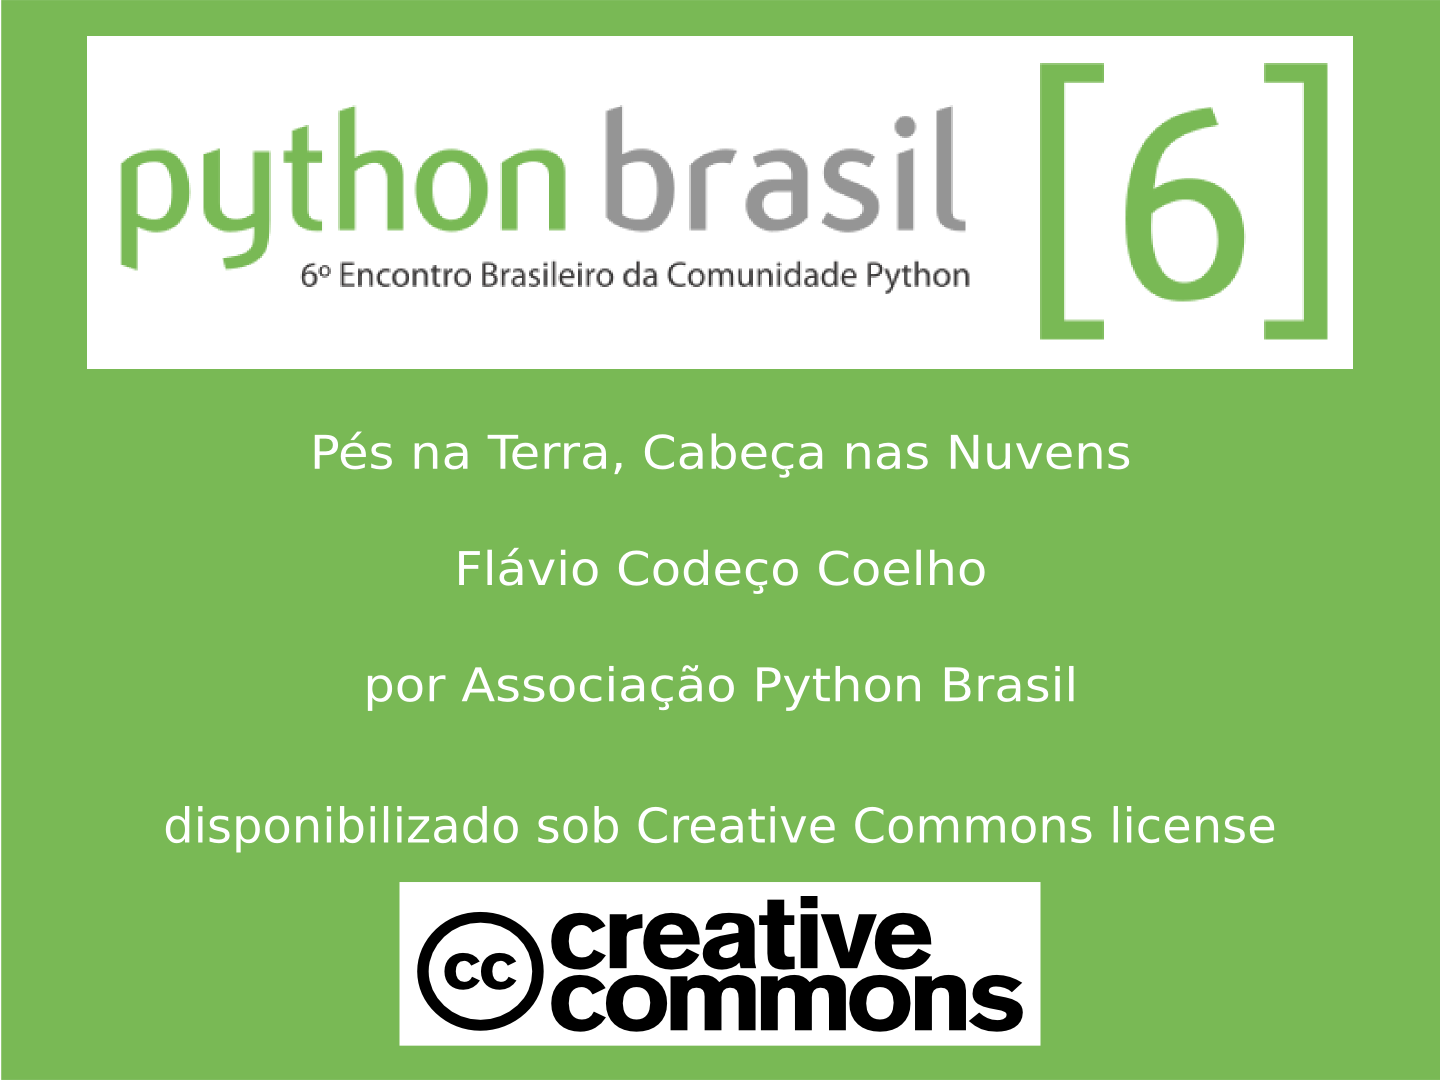 python brasil [6]
6º Encontro Brasileiro da Comunidade Python
Pés na Terra, Cabeça nas Nuvens
Flávio Codeço Coelho
por Associação Python Brasil
disponibilizado sob Creative Commons license
cc creative
commons